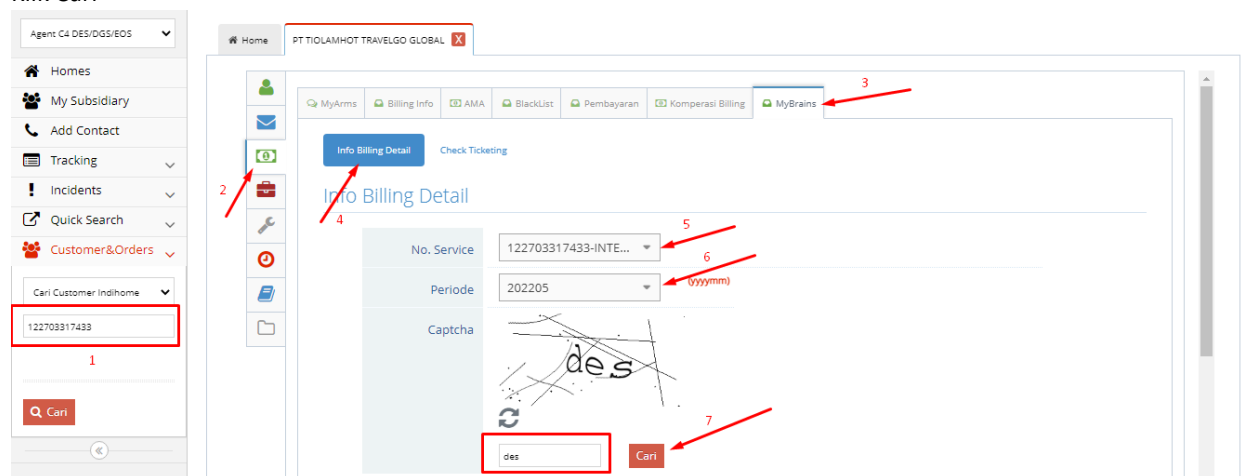 Klik Cari
Agent C4 DES/DGS/EOS
Homes
My Subsidiary
Add Contact
Tracking
Incidents
Quick Search
Customer&Orders
Cari Customer Indihome
122703317433
1
Cari
Home
PT TIOLAMHOT TRAVELGO GLOBAL X
2
3
MyArms Billing Info AMA BlackList Pembayaran Komperasi Billing MyBrains
Info Billing Detail Check Ticketing
4
Info Billing Detail
5
No. Service 122703317433-INTE...
6
Periode 202205 (yyyymm)
Captcha
des
7
des Cari